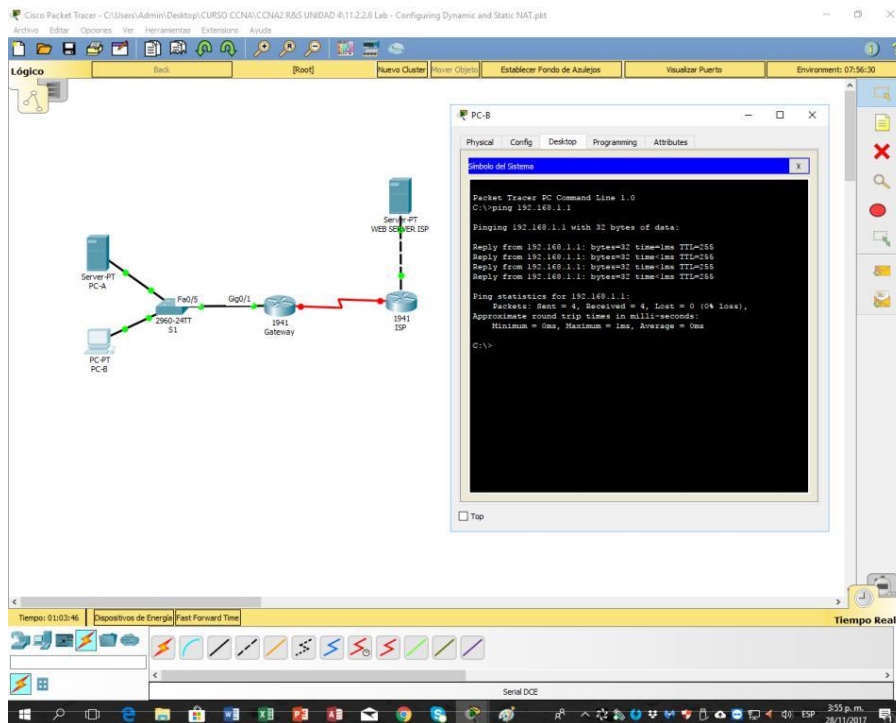 Cisco Packet Tracer - C:\Users\Admin\Desktop\CURSO CCNA\CCNA2 R&S UNIDAD 4\11.2.2.6 Lab - Configuring Dynamic and Static NAT.pkt
Archivo Editar Opciones Ver Herramientas Extensions Ayuda
Lógico Back [Root] Nuevo Cluster Mover Objeto Establecer Fondo de Azulejos Visualizar Puerto Environment: 07:56:30
PC-B
Physical Config Desktop Programming Attributes
Símbolo del Sistema X
Packet Tracer PC Command Line 1.0
C:\>ping 192.168.1.1
Pinging 192.168.1.1 with 32 bytes of data:
Reply from 192.168.1.1: bytes=32 time=1ms TTL=255
Reply from 192.168.1.1: bytes=32 time<1ms TTL=255
Reply from 192.168.1.1: bytes=32 time<1ms TTL=255
Reply from 192.168.1.1: bytes=32 time<1ms TTL=255
Ping statistics for 192.168.1.1:
Packets: Sent = 4, Received = 4, Lost = 0 (0% loss),
Approximate round trip times in milli-seconds:
Minimum = 0ms, Maximum = 1ms, Average = 0ms
C:\>
Top
Server-PT
WEB SERVER ISP
Server-PT
PC-A
Fa0/5
Gig0/1
2960-24TT
S1
1941
Gateway
1941
ISP
PC-PT
PC-B
Tiempo: 01:03:46 Dispositivos de Energía Fast Forward Time
Tiempo Real
Serial DCE
ESP
3:55 p. m.
28/11/2017